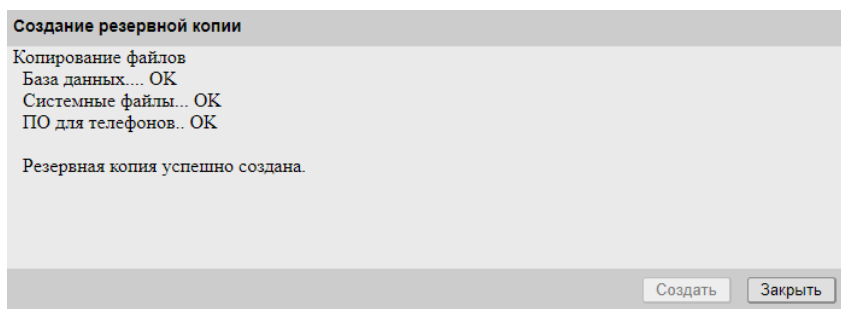 Создание резервной копии
Копирование файлов
База данных.... OK
Системные файлы... OK
ПО для телефонов.. OK
Резервная копия успешно создана.
Создать
Закрыть